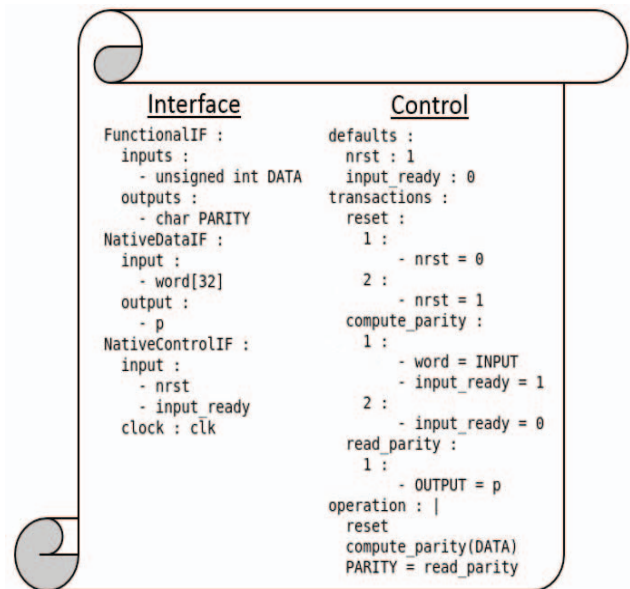 Interface
FunctionalIF :
inputs :
- unsigned int DATA
outputs :
- char PARITY
NativeDataIF :
input :
- word[32]
output :
- p
NativeControlIF :
input :
- nrst
- input_ready
clock : clk
Control
defaults :
nrst : 1
input_ready : 0
transactions :
reset :
1 :
- nrst = 0
2 :
- nrst = 1
compute_parity :
1 :
- word = INPUT
- input_ready = 1
2 :
- input_ready = 0
read_parity :
1 :
- OUTPUT = p
operation : |
reset
compute_parity(DATA)
PARITY = read_parity